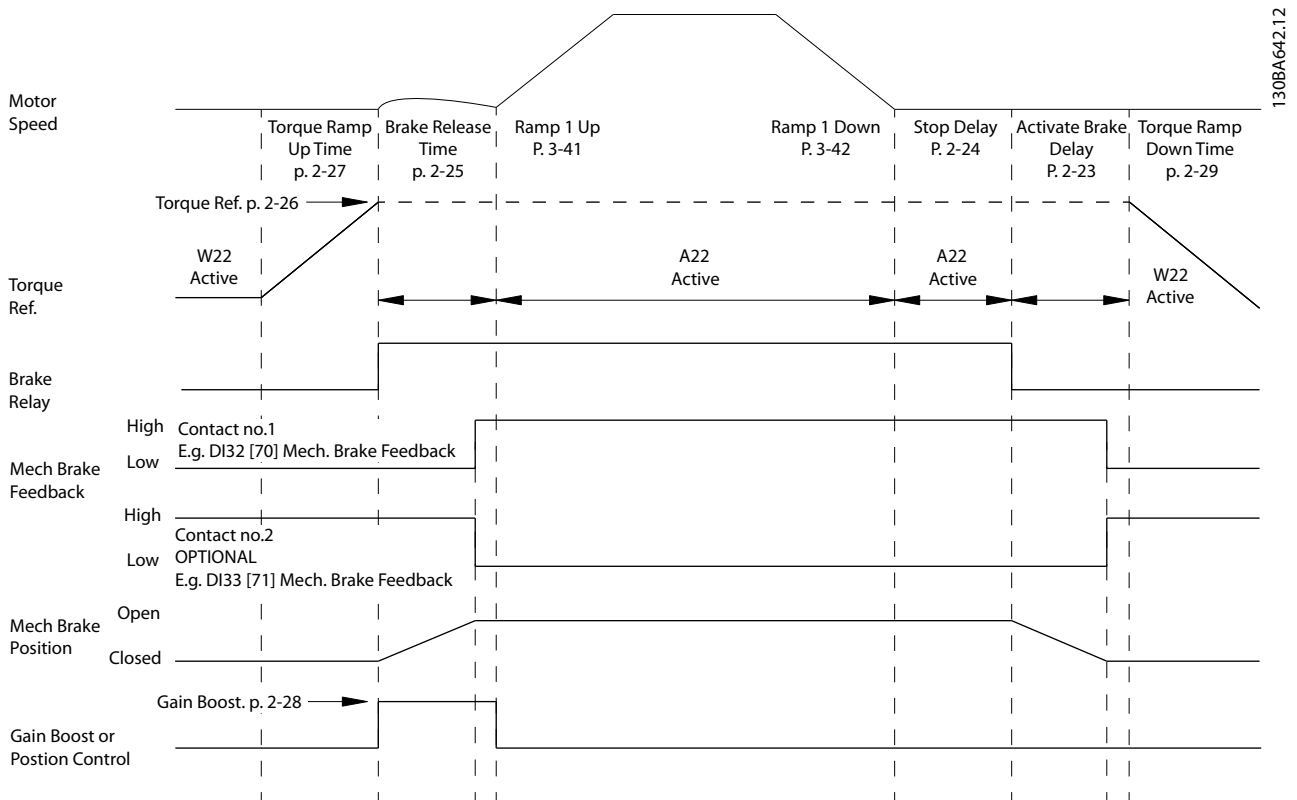 130BA642.12
Motor
Speed
Torque Ramp
Up Time
p. 2-27
Brake Release
Time
p. 2-25
Ramp 1 Up
P. 3-41
Ramp 1 Down
P. 3-42
Stop Delay
P. 2-24
Activate Brake
Delay
P. 2-23
Torque Ramp
Down Time
p. 2-29
Torque Ref. p. 2-26
W22
Active
A22
Active
A22
Active
W22
Active
Torque
Ref.
Brake
Relay
High
Contact no.1
E.g. DI32 [70] Mech. Brake Feedback
Low
Mech Brake
Feedback
High
Contact no.2
Low
OPTIONAL
E.g. DI33 [71] Mech. Brake Feedback
Open
Mech Brake
Position
Closed
Gain Boost. p. 2-28
Gain Boost or
Postion Control